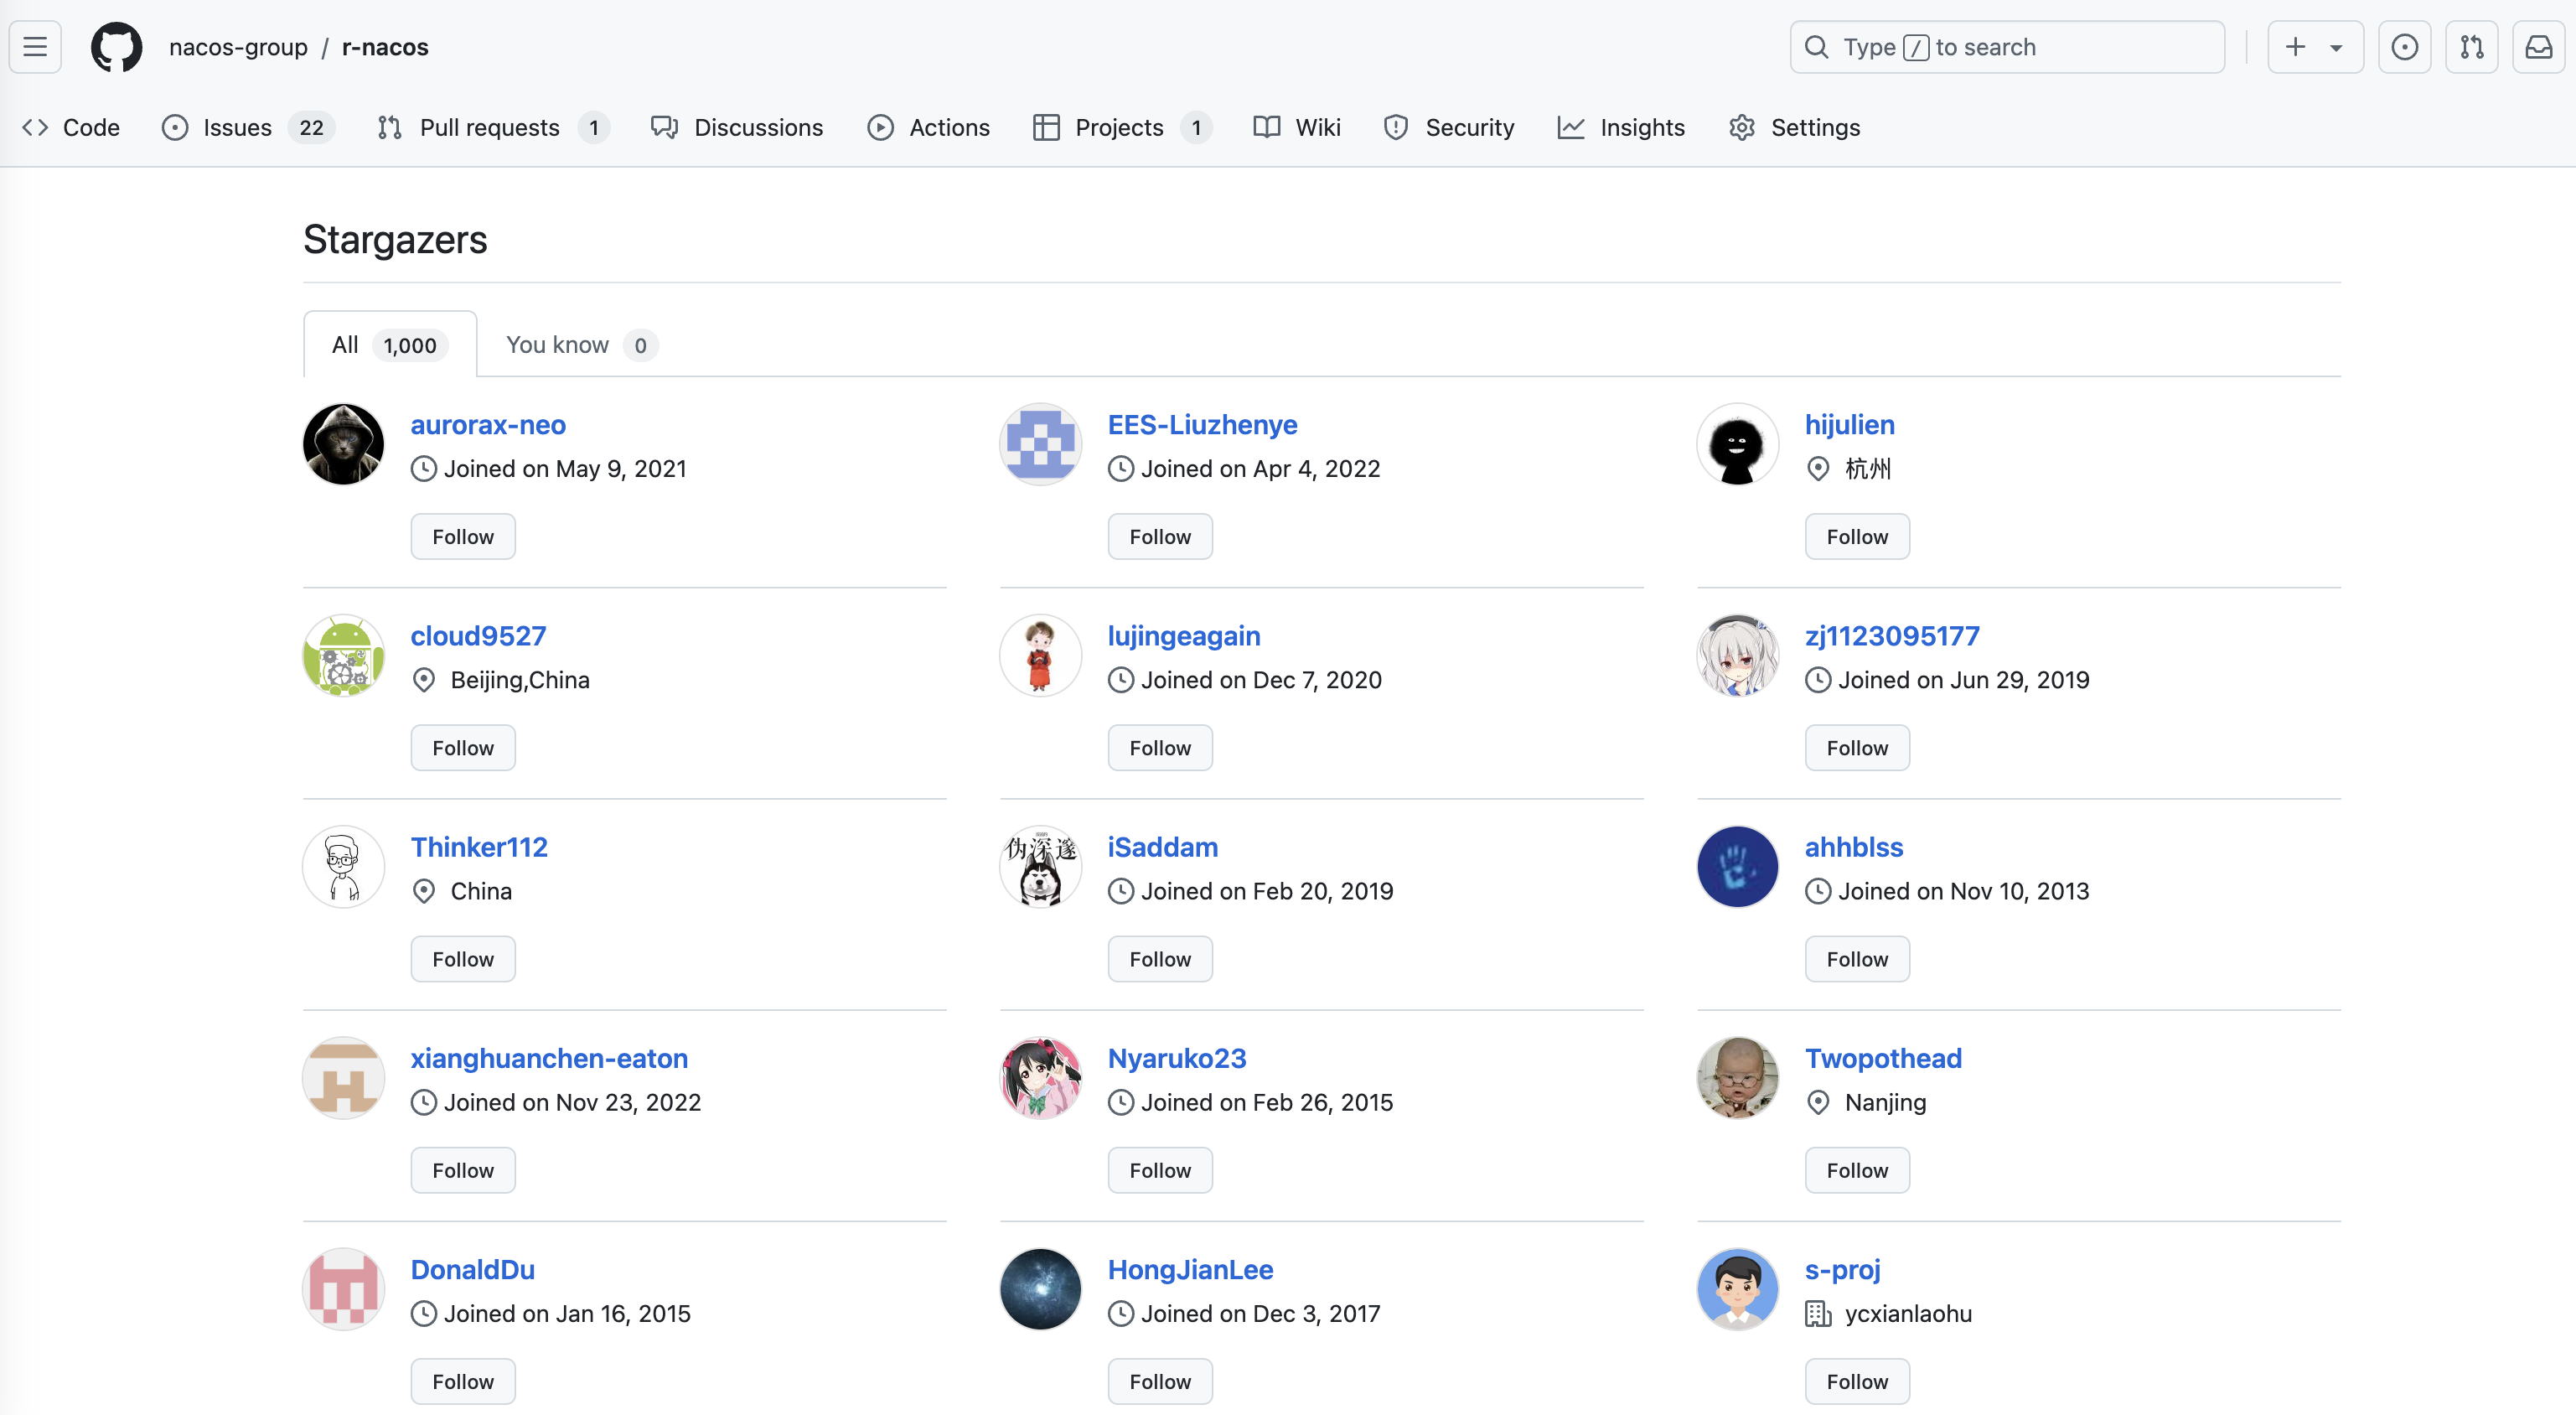 nacos-group / r-nacos
Type / to search
Code Issues 22 Pull requests 1 Discussions Actions Projects 1 Wiki Security Insights Settings
Stargazers
All 1,000 You know 0
aurorax-neo
Joined on May 9, 2021
Follow
EES-Liuzhenye
Joined on Apr 4, 2022
Follow
hijulien
杭州
Follow
cloud9527
Beijing,China
Follow
lujingeagain
Joined on Dec 7, 2020
Follow
zj1123095177
Joined on Jun 29, 2019
Follow
Thinker112
China
Follow
伪深邃
iSaddam
Joined on Feb 20, 2019
Follow
ahhblss
Joined on Nov 10, 2013
Follow
xianghuanchen-eaton
Joined on Nov 23, 2022
Follow
Nyaruko23
Joined on Feb 26, 2015
Follow
Twopothead
Nanjing
Follow
DonaldDu
Joined on Jan 16, 2015
Follow
HongJianLee
Joined on Dec 3, 2017
Follow
s-proj
ycxianlaohu
Follow